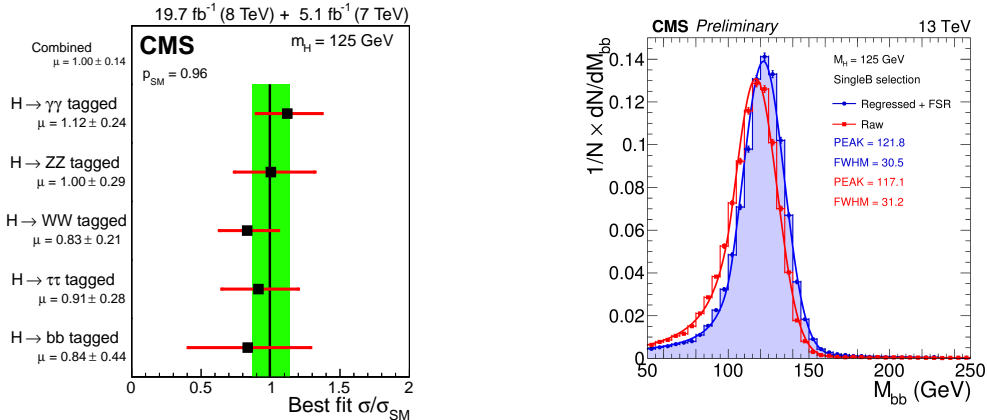 19.7 fb⁻¹ (8 TeV) + 5.1 fb⁻¹ (7 TeV)
Combined
μ = 1.00 ± 0.14
CMS
m_H = 125 GeV
p_SM = 0.96
H → γγ tagged
μ = 1.12 ± 0.24
H → ZZ tagged
μ = 1.00 ± 0.29
H → WW tagged
μ = 0.83 ± 0.21
H → ττ tagged
μ = 0.91 ± 0.28
H → bb tagged
μ = 0.84 ± 0.44
0 0.5 1 1.5 2
Best fit σ/σ_SM
CMS Preliminary 13 TeV
1/N × dN/dM_bb
0.14
0.12
0.1
0.08
0.06
0.04
0.02
0
M_H = 125 GeV
SingleB selection
Regressed + FSR
Raw
PEAK = 121.8
FWHM = 30.5
PEAK = 117.1
FWHM = 31.2
50 100 150 200 250
M_bb (GeV)